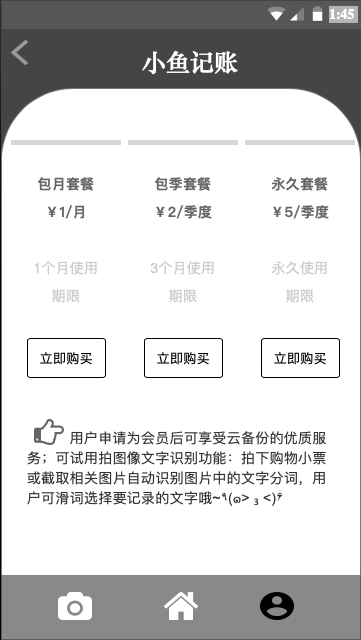 1:45
小鱼记账
包月套餐 包季套餐 永久套餐
￥1/月 ￥2/季度 ￥5/季度
1个月使用 3个月使用 永久使用
期限 期限 期限
立即购买 立即购买 立即购买
用户申请为会员后可享受云备份的优质服
务；可试用拍图像文字识别功能：拍下购物小票
或截取相关图片自动识别图片中的文字分词，用
户可滑词选择要记录的文字哦~٩(๑> ₃ <)۶